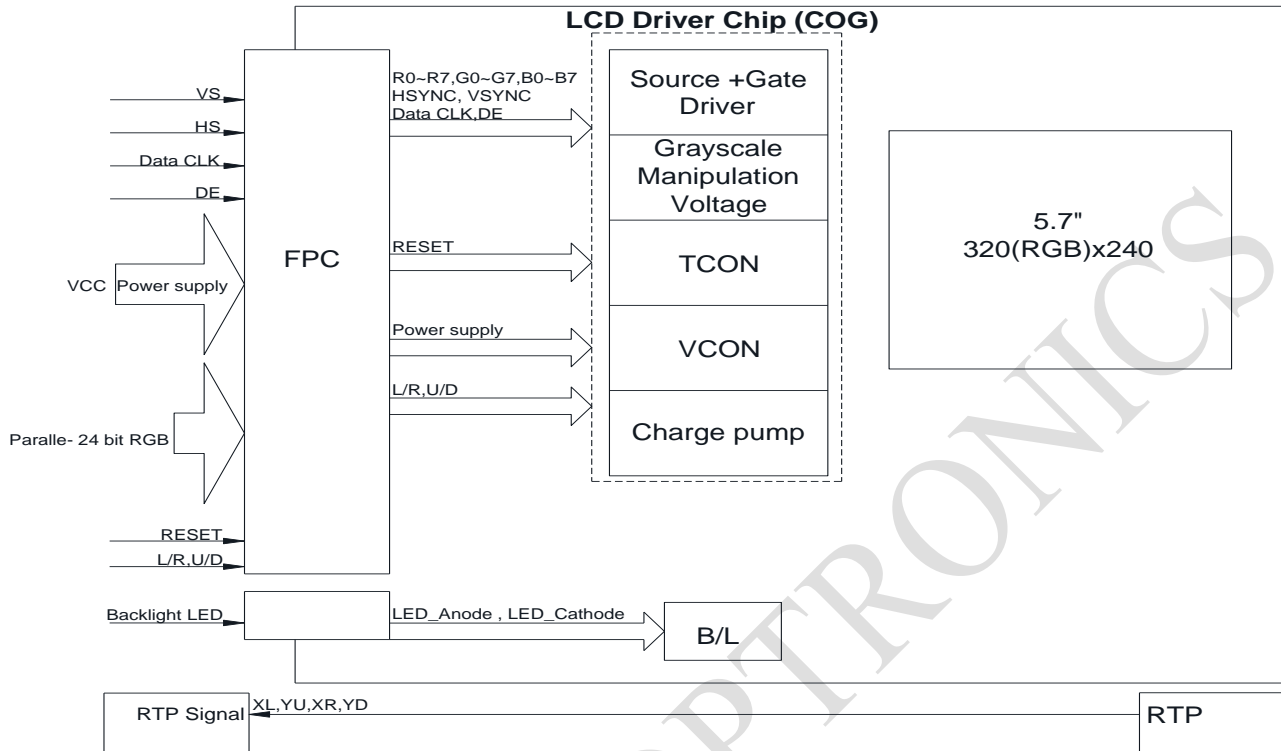 LCD Driver Chip (COG)
VS
HS
Data CLK
DE
VCC Power supply
Paralle- 24 bit RGB
RESET
L/R,U/D
Backlight LED
FPC
R0~R7,G0~G7,B0~B7
HSYNC, VSYNC
Data CLK,DE
RESET
Power supply
L/R,U/D
LED_Anode , LED_Cathode
Source +Gate
Driver
Grayscale
Manipulation
Voltage
TCON
VCON
Charge pump
B/L
5.7"
320(RGB)x240
RTP Signal
XL,YU,XR,YD
RTP
OPTRONICS